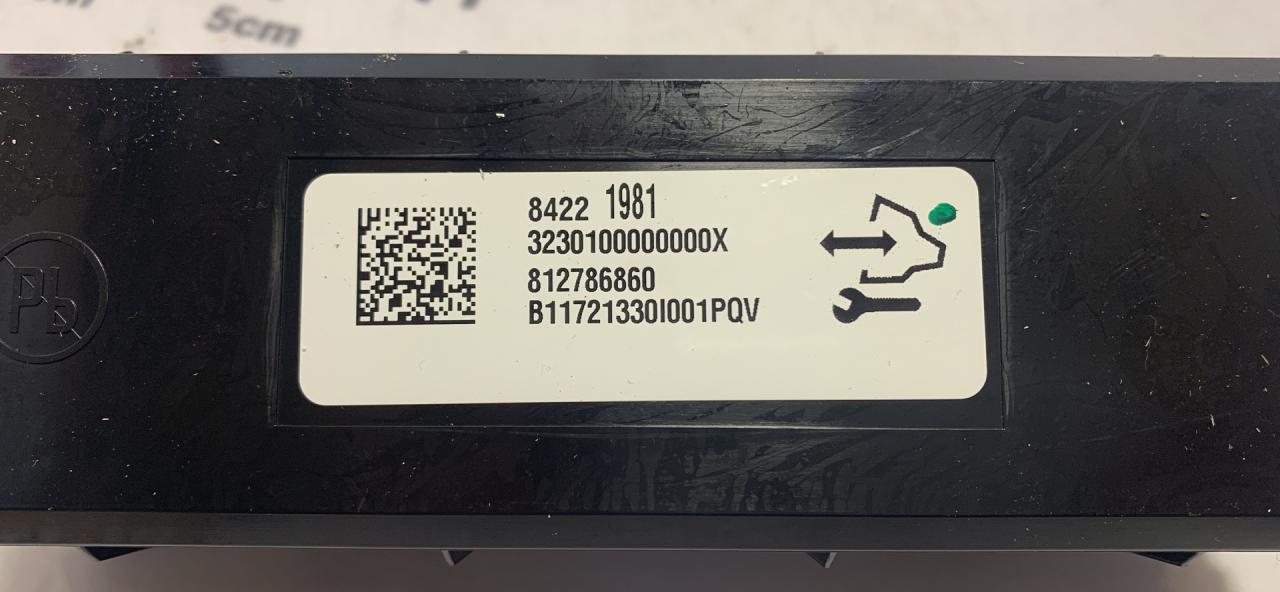 5cm
8422 1981
3230100000000X
812786860
B11721330I001PQV
Pb